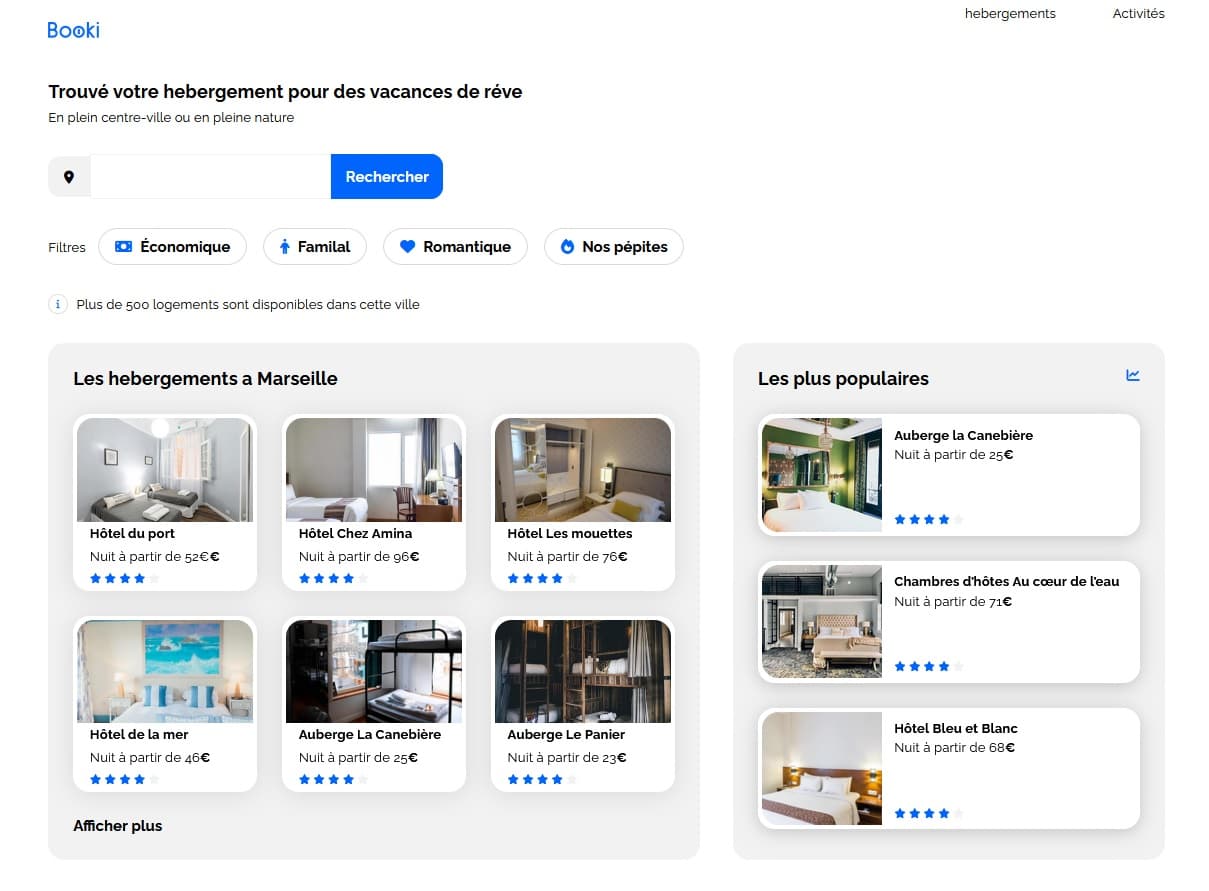 Booki
hebergements
Activités
Trouvé votre hebergement pour des vacances de réve
En plein centre-ville ou en pleine nature
Rechercher
Filtres
Économique
Familal
Romantique
Nos pépites
Plus de 500 logements sont disponibles dans cette ville
Les hebergements a Marseille
Hôtel du port
Nuit à partir de 52€€
Hôtel Chez Amina
Nuit à partir de 96€
Hôtel Les mouettes
Nuit à partir de 76€
Hôtel de la mer
Nuit à partir de 46€
Auberge La Canebière
Nuit à partir de 25€
Auberge Le Panier
Nuit à partir de 23€
Afficher plus
Les plus populaires
Auberge la Canebière
Nuit à partir de 25€
Chambres d'hôtes Au cœur de l'eau
Nuit à partir de 71€
Hôtel Bleu et Blanc
Nuit à partir de 68€